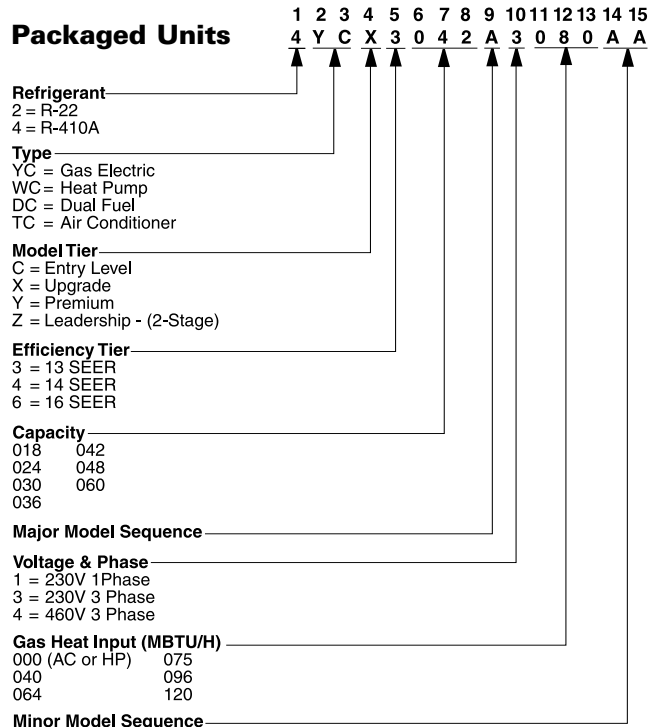 1 2 3 4 5 6 7 8 9 10 11 12 13 14 15
Packaged Units 4 Y C X 3 0 4 2 A 3 0 8 0 A A
Refrigerant
2 = R-22
4 = R-410A
Type
YC = Gas Electric
WC = Heat Pump
DC = Dual Fuel
TC = Air Conditioner
Model Tier
C = Entry Level
X = Upgrade
Y = Premium
Z = Leadership - (2-Stage)
Efficiency Tier
3 = 13 SEER
4 = 14 SEER
6 = 16 SEER
Capacity
018 042
024 048
030 060
036
Major Model Sequence
Voltage & Phase
1 = 230V 1Phase
3 = 230V 3 Phase
4 = 460V 3 Phase
Gas Heat Input (MBTU/H)
000 (AC or HP) 075
040 096
064 120
Minor Model Sequence